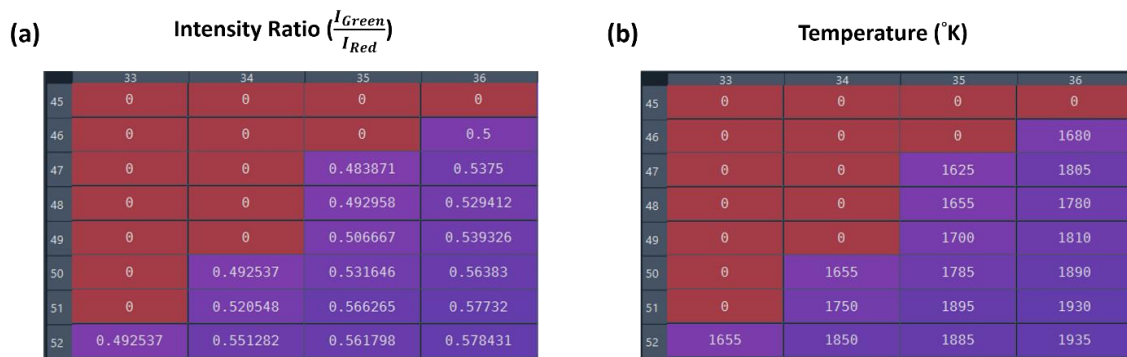 (a) Intensity Ratio (I_Green/I_Red)
33 34 35 36
45 0 0 0 0
46 0 0 0 0.5
47 0 0 0.483871 0.5375
48 0 0 0.492958 0.529412
49 0 0 0.506667 0.539326
50 0 0.492537 0.531646 0.56383
51 0 0.520548 0.566265 0.57732
52 0.492537 0.551282 0.561798 0.578431
(b) Temperature (°K)
33 34 35 36
45 0 0 0 0
46 0 0 0 1680
47 0 0 1625 1805
48 0 0 1655 1780
49 0 0 1700 1810
50 0 1655 1785 1890
51 0 1750 1895 1930
52 1655 1850 1885 1935